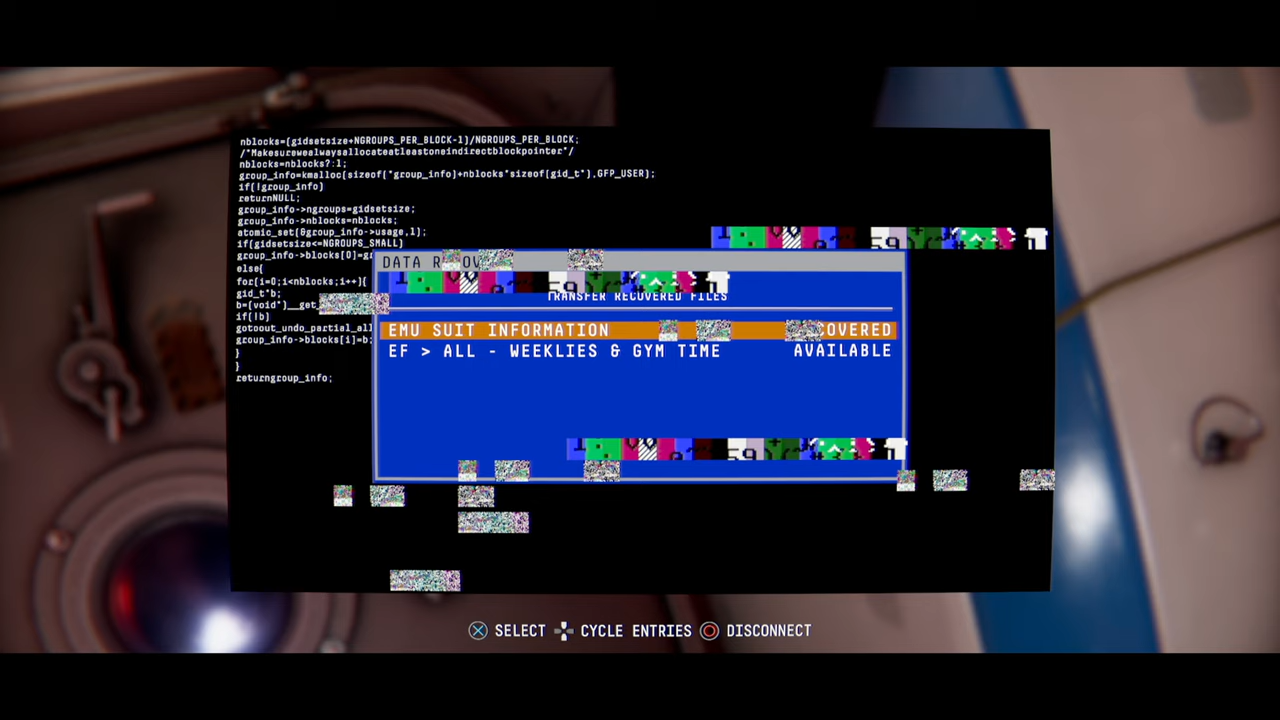 nblocks=(gidsetsize+NGROUPS_PER_BLOCK-1)/NGROUPS_PER_BLOCK;
/*Makesurewealwaysallocateatleastoneindirectblockpointer*/
nblocks=nblocks?:1;
group_info=kmalloc(sizeof(*group_info)+nblocks*sizeof(gid_t),GFP_USER);
if(!group_info)
returnNULL;
group_info->ngroups=gidsetsize;
group_info->nblocks=nblocks;
atomic_set(&group_info->usage,1);
if(gidsetsize<=NGROUPS_SMALL)
group_info->blocks[0]=g
else{
for(i=0;i<nblocks;i++){
gid_t*b;
b=(void*)__get_
if(!b)
gotoout_undo_partial_all
group_info->blocks[i]=b;
}
}
returngroup_info;
DATA
TRANSFER RECOVERED FILES
EMU SUIT INFORMATION COVERED
EF > ALL - WEEKLIES & GYM TIME AVAILABLE
SELECT CYCLE ENTRIES DISCONNECT